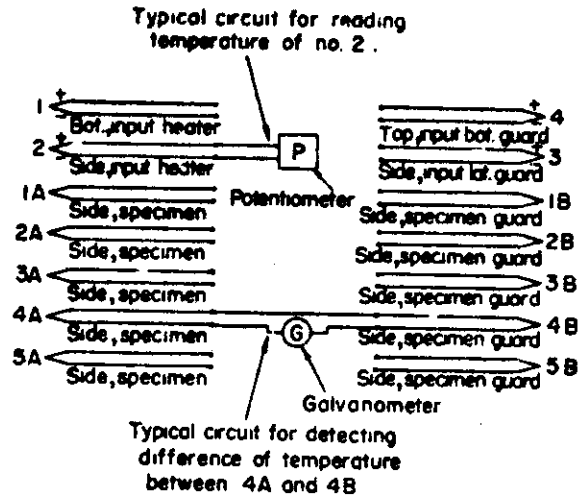 Typical circuit for reading
temperature of no. 2.
1 + -
Bot., input heater
2 + -
Side, input heater
P
Potentiometer
1A
Side, specimen
2A
Side, specimen
3A
Side, specimen
4A
Side, specimen
5A
Side, specimen
4 + -
Top, input bot. guard
3 +
Side, input lat. guard
1B
Side, specimen guard
2B
Side, specimen guard
3B
Side, specimen guard
4B
Side, specimen guard
5B
Side, specimen guard
G
Galvanometer
Typical circuit for detecting
difference of temperature
between 4A and 4B